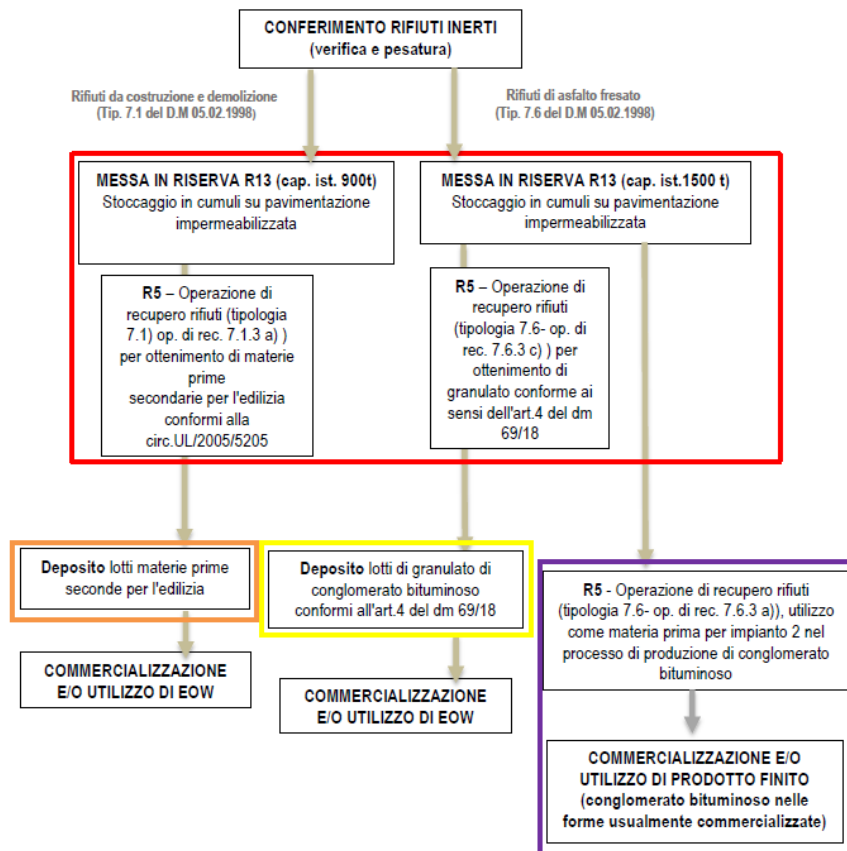 CONFERIMENTO RIFIUTI INERTI
(verifica e pesatura)
Rifiuti da costruzione e demolizione
(Tip. 7.1 del D.M 05.02.1998)
Rifiuti di asfalto fresato
(Tip. 7.6 del D.M 05.02.1998)
MESSA IN RISERVA R13 (cap. ist. 900t)
Stoccaggio in cumuli su pavimentazione
impermeabilizzata
MESSA IN RISERVA R13 (cap. ist.1500 t)
Stoccaggio in cumuli su pavimentazione
impermeabilizzata
R5 – Operazione di
recupero rifiuti (tipologia
7.1) op. di rec. 7.1.3 a) )
per ottenimento di materie
prime
secondarie per l'edilizia
conformi alla
circ.UL/2005/5205
R5 – Operazione di
recupero rifiuti
(tipologia 7.6- op. di
rec. 7.6.3 c) ) per
ottenimento di
granulato conforme ai
sensi dell'art.4 del dm
69/18
Deposito lotti materie prime
seconde per l'edilizia
Deposito lotti di granulato di
conglomerato bituminoso
conformi all'art.4 del dm 69/18
R5 - Operazione di recupero rifiuti
(tipologia 7.6- op. di rec. 7.6.3 a)), utilizzo
come materia prima per impianto 2 nel
processo di produzione di conglomerato
bituminoso
COMMERCIALIZZAZIONE
E/O UTILIZZO DI EOW
COMMERCIALIZZAZIONE
E/O UTILIZZO DI EOW
COMMERCIALIZZAZIONE E/O
UTILIZZO DI PRODOTTO FINITO
(conglomerato bituminoso nelle
forme usualmente commercializzate)